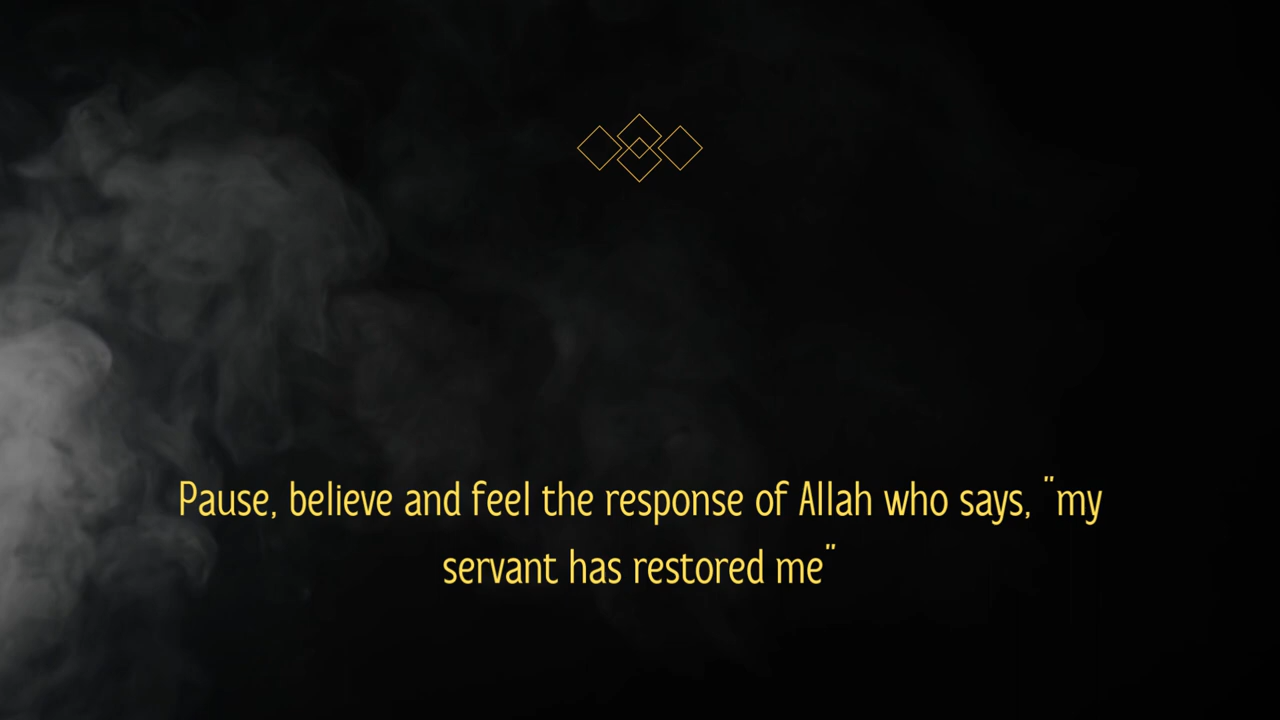 Pause, believe and feel the response of Allah who says, "my
servant has restored me"